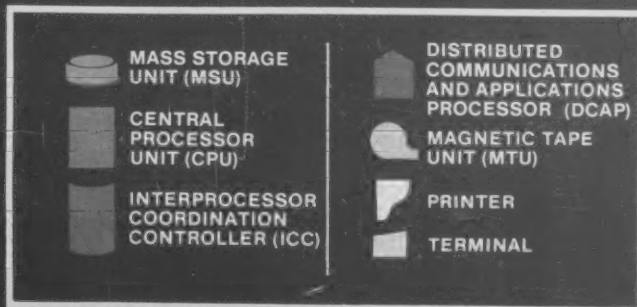 MASS STORAGE
UNIT (MSU)
CENTRAL
PROCESSOR
UNIT (CPU)
INTERPROCESSOR
COORDINATION
CONTROLLER (ICC)
DISTRIBUTED
COMMUNICATIONS
AND APPLICATIONS
PROCESSOR (DCAP)
MAGNETIC TAPE
UNIT (MTU)
PRINTER
TERMINAL